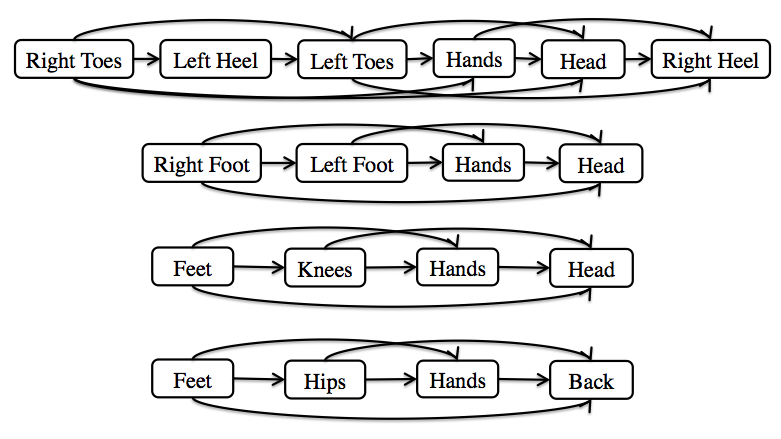 Right Toes Left Heel Left Toes Hands Head Right Heel
Right Foot Left Foot Hands Head
Feet Knees Hands Head
Feet Hips Hands Back